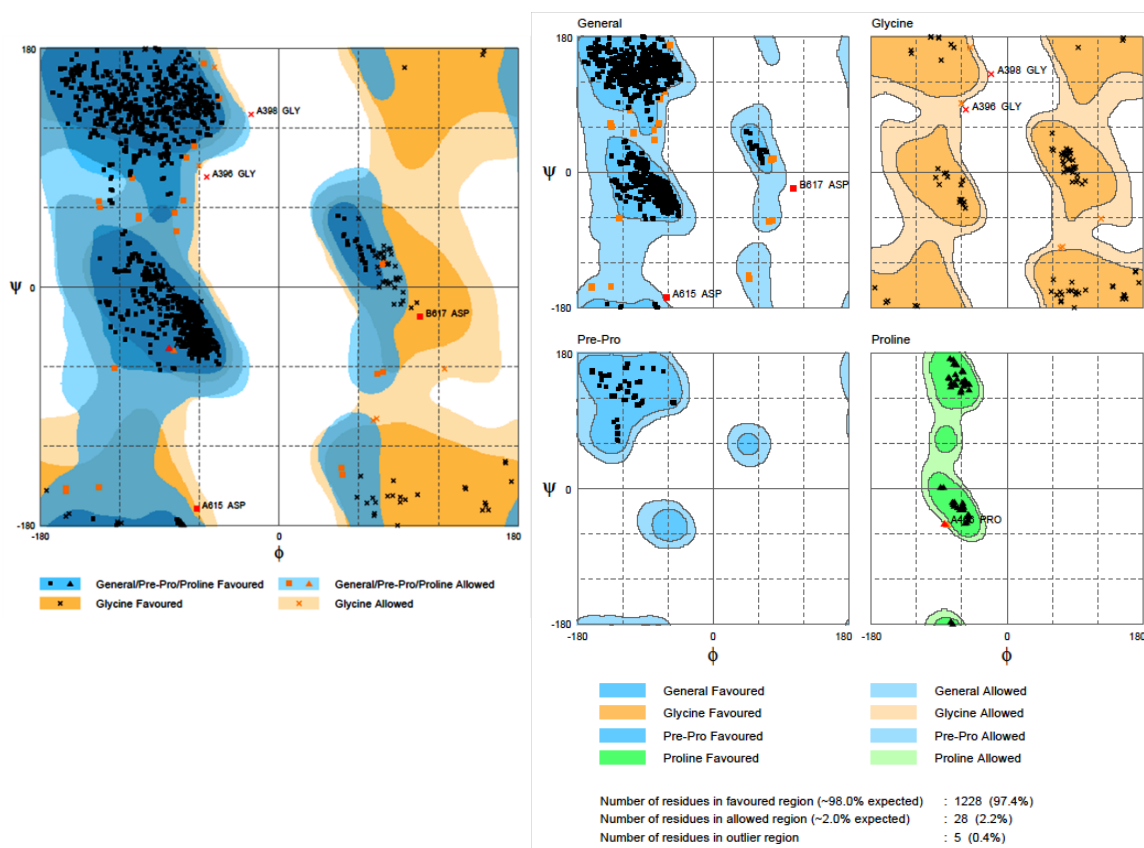 180
A398 GLY
A396 GLY
ψ
0
B617 ASP
A615 ASP
-180
-180
0
180
ϕ
General/Pre-Pro/Proline Favoured
General/Pre-Pro/Proline Allowed
Glycine Favoured
Glycine Allowed
General
Glycine
180
A398 GLY
A396 GLY
ψ
0
B617 ASP
A615 ASP
-180
Pre-Pro
Proline
180
ψ
0
PRO
-180
-180
0
180
-180
0
180
ϕ
ϕ
General Favoured
General Allowed
Glycine Favoured
Glycine Allowed
Pre-Pro Favoured
Pre-Pro Allowed
Proline Favoured
Proline Allowed
Number of residues in favoured region (~98.0% expected) : 1228 (97.4%)
Number of residues in allowed region (~2.0% expected) : 28 (2.2%)
Number of residues in outlier region : 5 (0.4%)